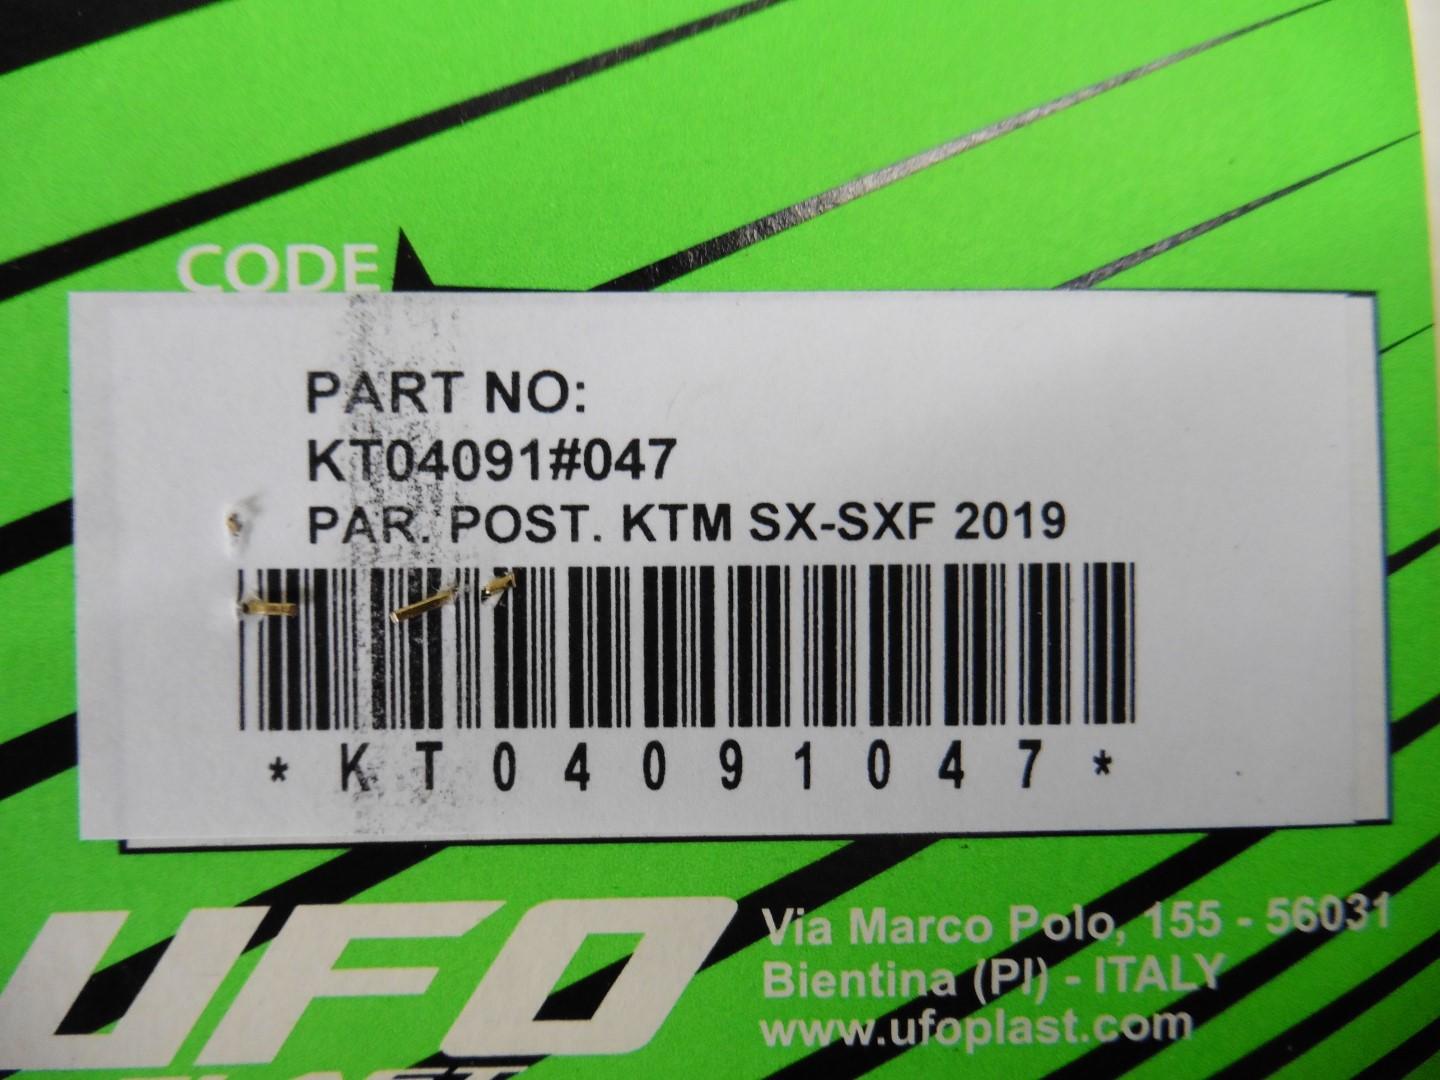 CODE
PART NO:
KT04091#047
PAR. POST. KTM SX-SXF 2019
*KT04091047*
UFO
PLAST
Via Marco Polo, 155 - 56031
Bientina (PI) - ITALY
www.ufoplast.com